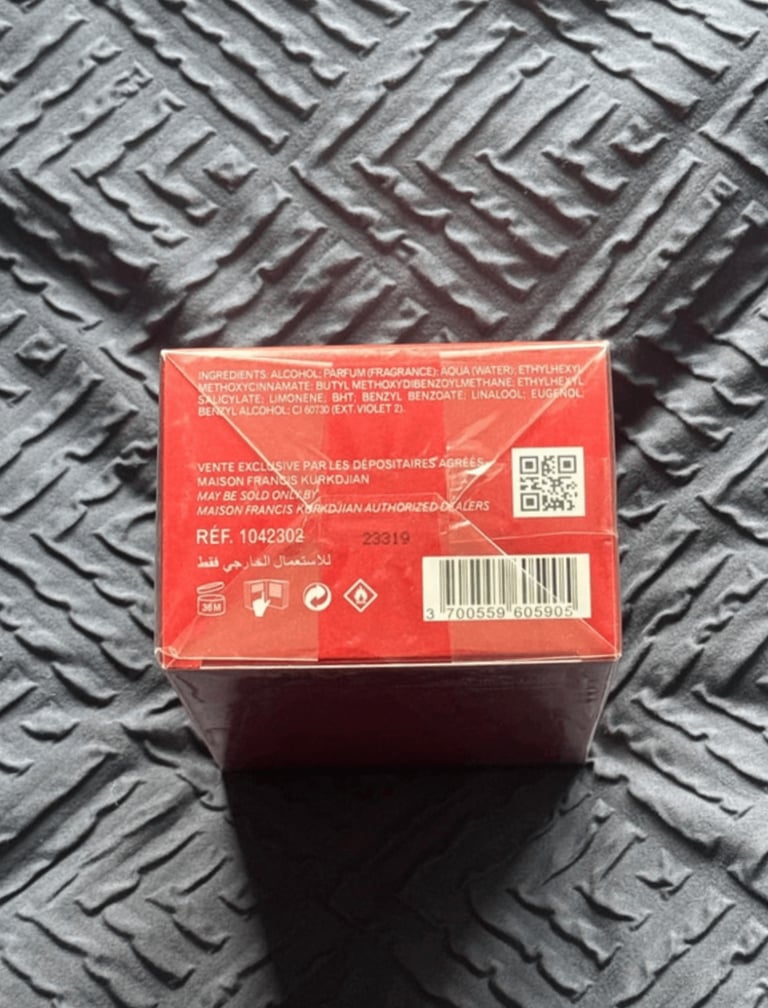 INGREDIENTS: ALCOHOL; PARFUM (FRAGRANCE); AQUA (WATER); ETHYLHEXYL
METHOXYCINNAMATE; BUTYL METHOXYDIBENZOYLMETHANE; ETHYLHEXYL
SALICYLATE; LIMONENE; BHT; BENZYL BENZOATE; LINALOOL; EUGENOL;
BENZYL ALCOHOL; CI 60730 (EXT. VIOLET 2).
VENTE EXCLUSIVE PAR LES DÉPOSITAIRES AGRÉÉS
MAISON FRANCIS KURKDJIAN
MAY BE SOLD ONLY BY
MAISON FRANCIS KURKDJIAN AUTHORIZED DEALERS
RÉF. 1042302
23319
للاستعمال الخارجي فقط
36M
3 700559 605905